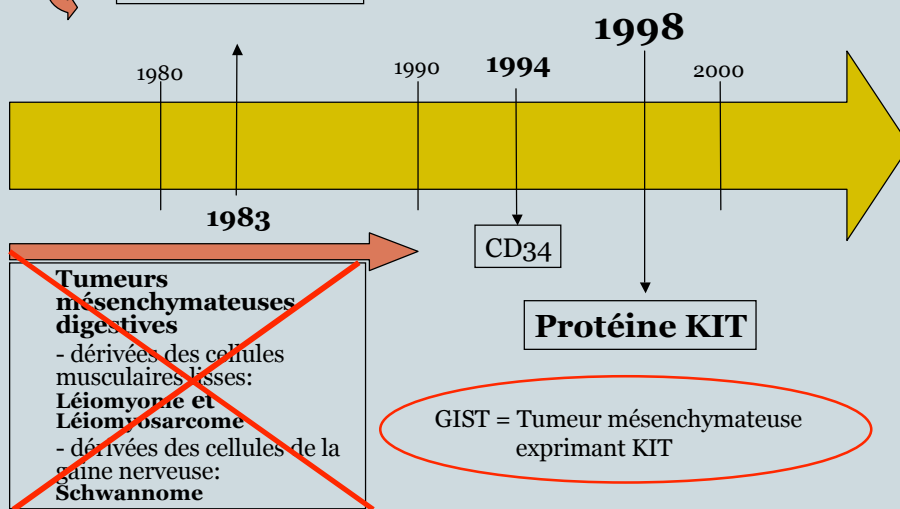 1998
1980
1990
1994
2000
1983
CD34
Tumeurs
mésenchymateuses
digestives
- dérivées des cellules
musculaires lisses:
Léiomyome et
Léiomyosarcome
- dérivées des cellules de la
gaine nerveuse:
Schwannome
Protéine KIT
GIST = Tumeur mésenchymateuse
exprimant KIT